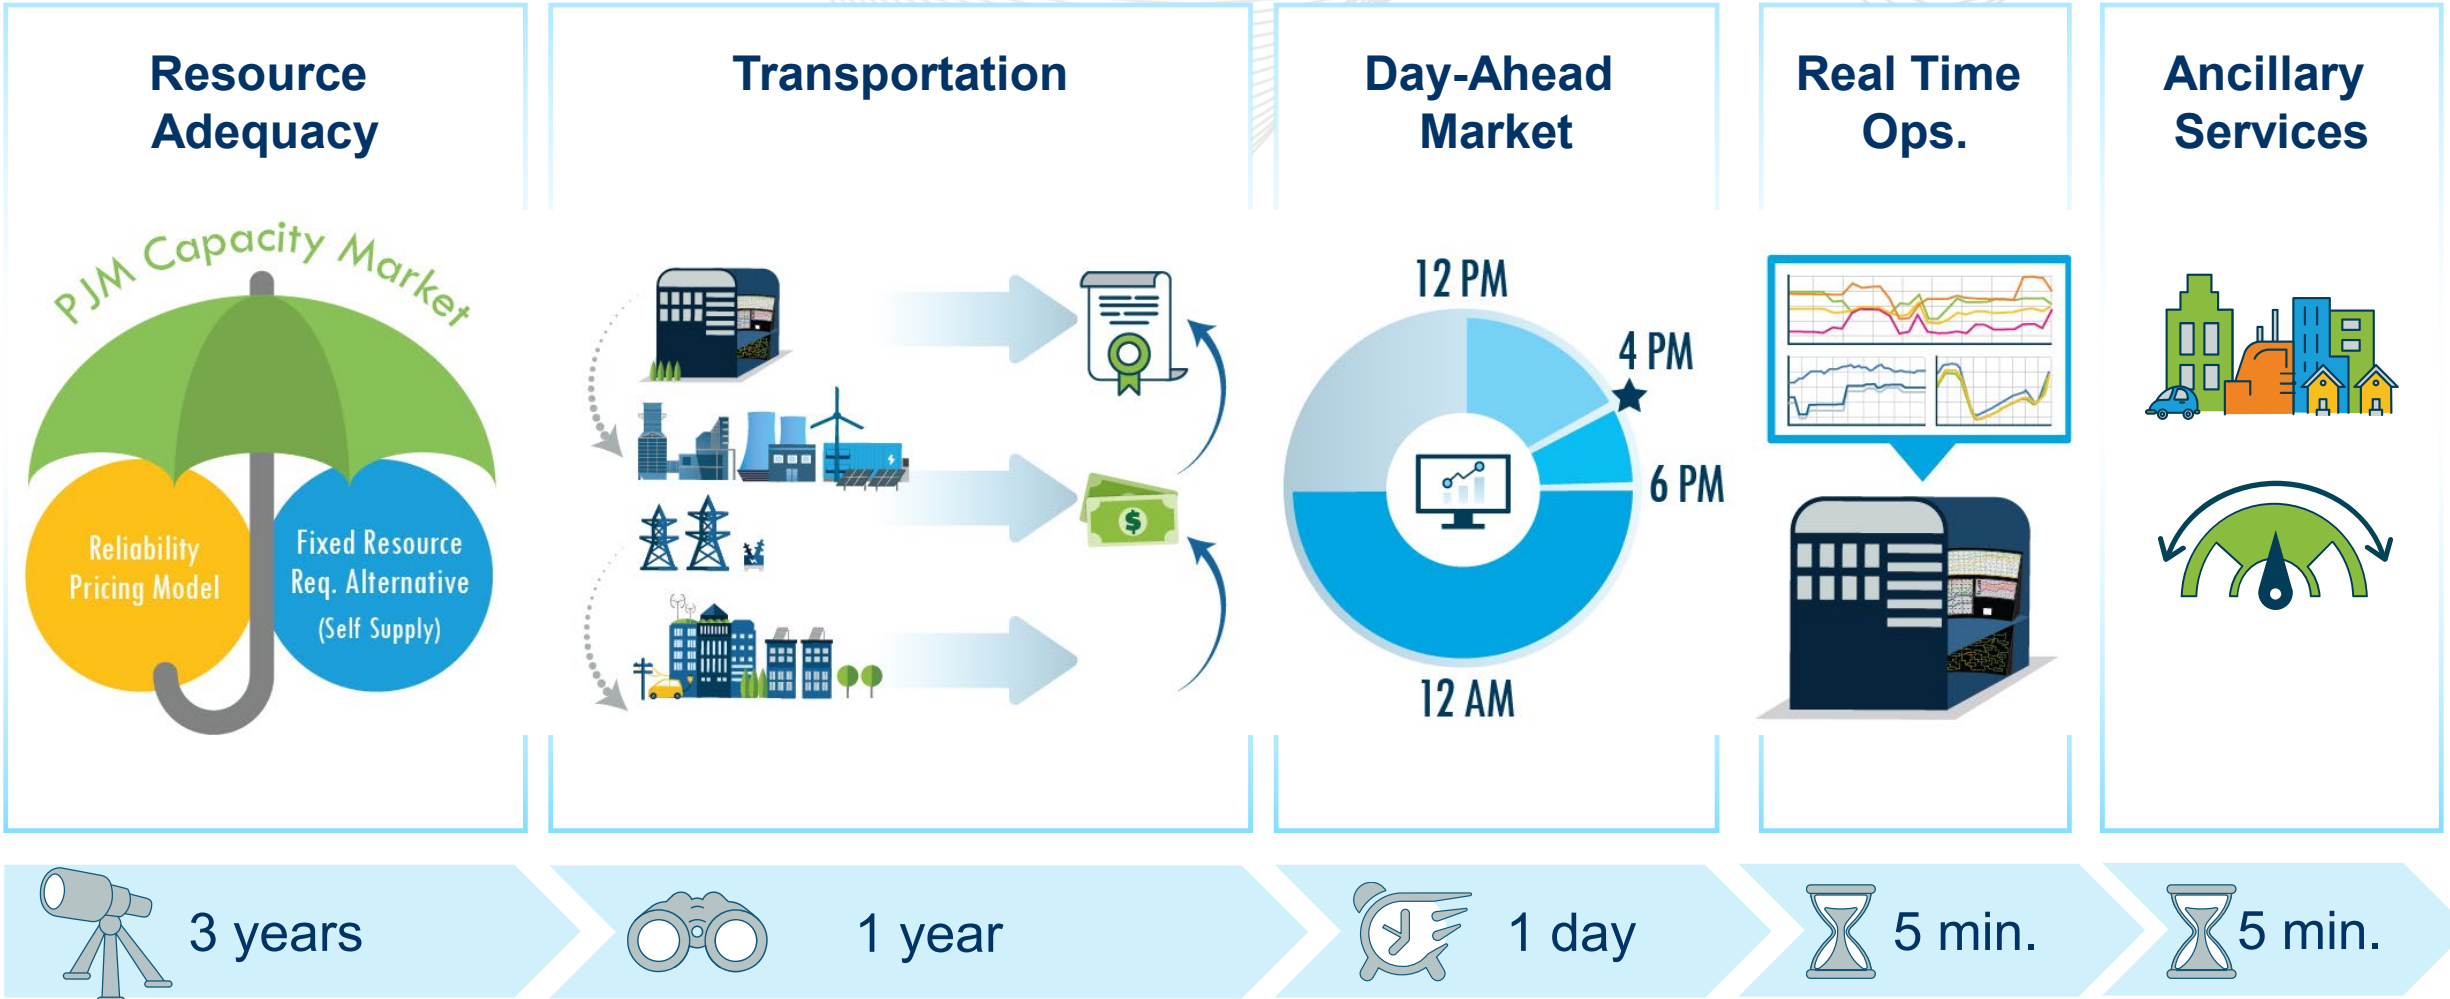 Resource
Adequacy
Transportation
Day-Ahead
Market
Real Time
Ops.
Ancillary
Services
PJM Capacity Market
Reliability
Pricing Model
Fixed Resource
Req. Alternative
(Self Supply)
$
12 PM
4 PM
6 PM
12 AM
3 years
1 year
1 day
5 min.
5 min.